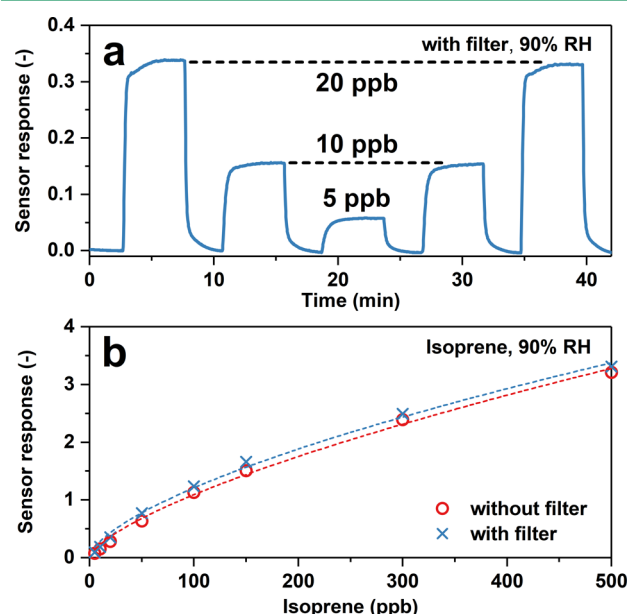 0.4
a
with filter, 90% RH
0.3
20 ppb
Sensor response (-)
0.2
10 ppb
5 ppb
0.1
0.0
0 10 20 30 40
Time (min)
4
b
Isoprene, 90% RH
3
Sensor response (-)
2
1
without filter
with filter
0
0 100 200 300 400 500
Isoprene (ppb)